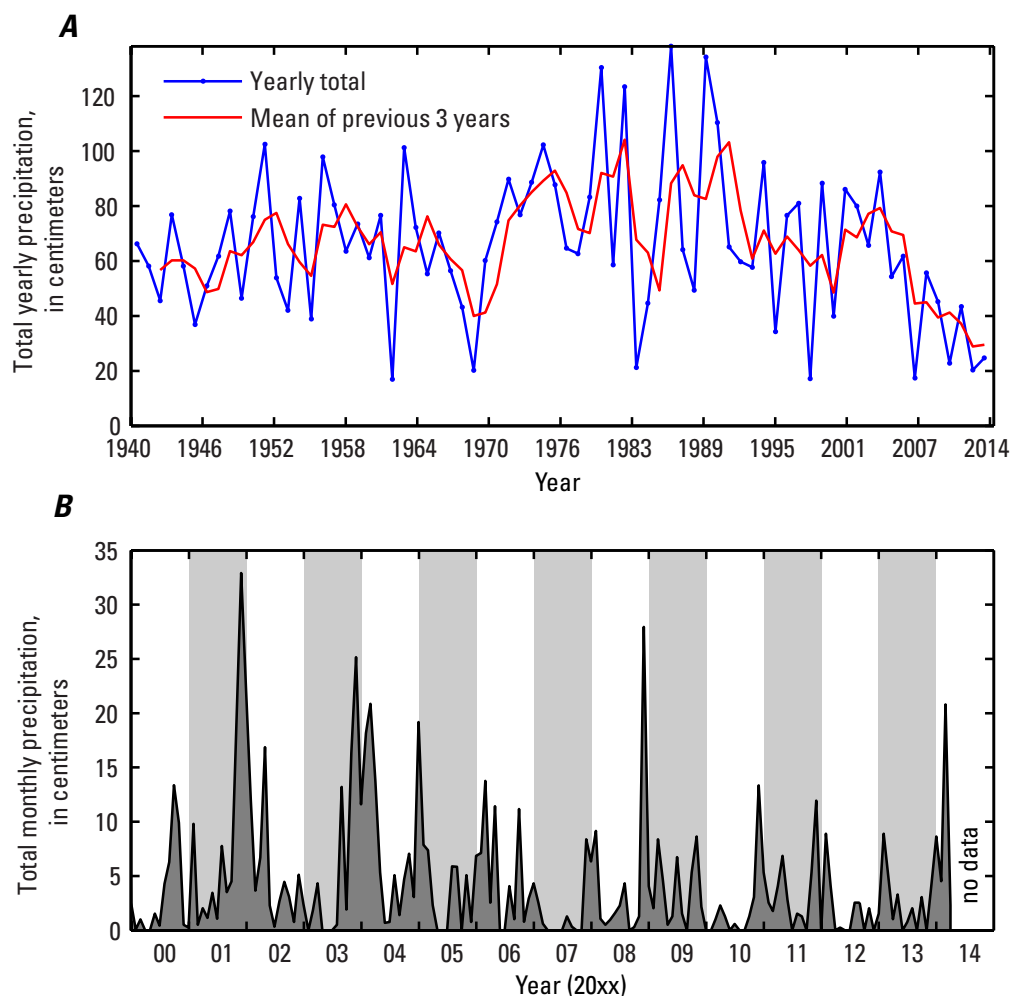 A
Total yearly precipitation,
in centimeters
Yearly total
Mean of previous 3 years
120
100
80
60
40
20
0
1940 1946 1952 1958 1964 1970 1976 1983 1989 1995 2001 2007 2014
Year
B
Total monthly precipitation,
in centimeters
35
30
25
20
15
10
5
0
no data
00 01 02 03 04 05 06 07 08 09 10 11 12 13 14
Year (20xx)